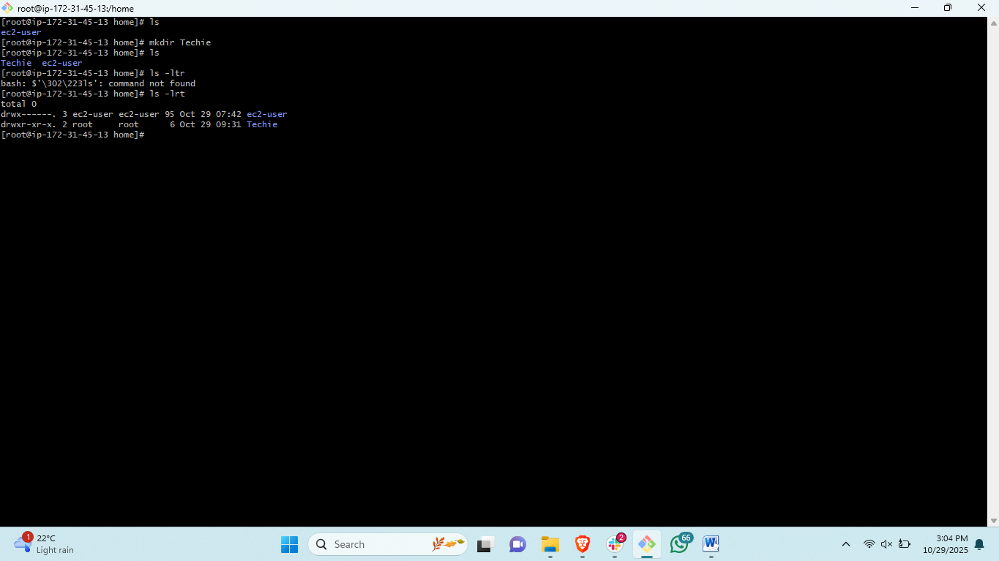 root@ip-172-31-45-13:/home
[root@ip-172-31-45-13 home]# ls
ec2-user
[root@ip-172-31-45-13 home]# mkdir Techie
[root@ip-172-31-45-13 home]# ls
Techie  ec2-user
[root@ip-172-31-45-13 home]# ls -ltr
bash: $'\302\223ls': command not found
[root@ip-172-31-45-13 home]# ls -lrt
total 0
drwx------. 3 ec2-user ec2-user 95 Oct 29 07:42 ec2-user
drwxr-xr-x. 2 root     root      6 Oct 29 09:31 Techie
[root@ip-172-31-45-13 home]#
1
22°C
Light rain
Search
2
66
W
3:04 PM
10/29/2025